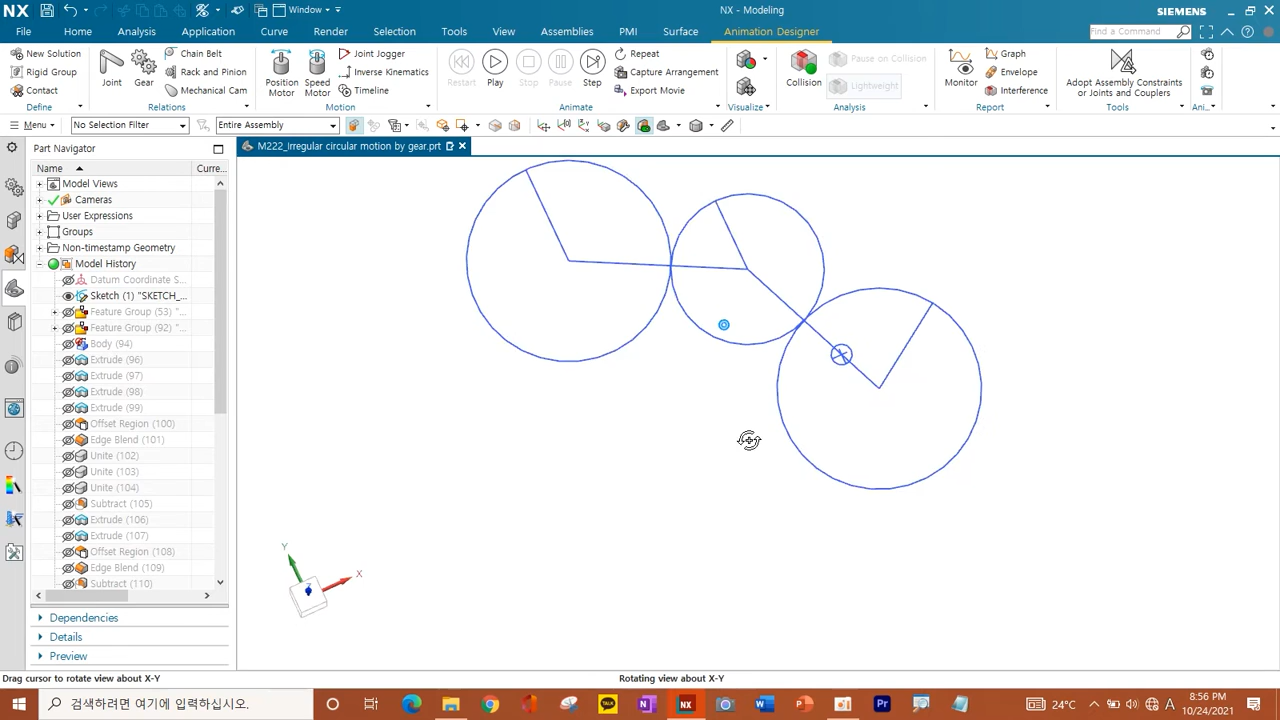 NX
Window
NX - Modeling
SIEMENS
File
Home
Analysis
Application
Curve
Render
Selection
Tools
View
Assemblies
PMI
Surface
Animation Designer
Find a Command
New Solution
Rigid Group
Contact
Define
Joint
Gear
Chain Belt
Rack and Pinion
Mechanical Cam
Relations
Position
Motor
Speed
Motor
Joint Jogger
Inverse Kinematics
Timeline
Motion
Restart
Play
Stop
Pause
Step
Repeat
Capture Arrangement
Export Movie
Animate
Visualize
Collision
Pause on Collision
Lightweight
Analysis
Monitor
Graph
Envelope
Interference
Report
Adopt Assembly Constraints
or Joints and Couplers
Tools
Ani...
Menu
No Selection Filter
Entire Assembly
Part Navigator
M222_Irregular circular motion by gear.prt
Name
Curre...
Model Views
Cameras
User Expressions
Groups
Non-timestamp Geometry
Model History
Datum Coordinate S...
Sketch (1) "SKETCH_...
Feature Group (53) "...
Feature Group (92) "...
Body (94)
Extrude (96)
Extrude (97)
Extrude (98)
Extrude (99)
Offset Region (100)
Edge Blend (101)
Unite (102)
Unite (103)
Unite (104)
Subtract (105)
Extrude (106)
Extrude (107)
Offset Region (108)
Edge Blend (109)
Subtract (110)
Y
X
Dependencies
Details
Preview
Drag cursor to rotate view about X-Y
Rotating view about X-Y
검색하려면 여기에 입력하십시오.
TALK
N
NX
W
P
Pr
24°C
A
8:56 PM
10/24/2021